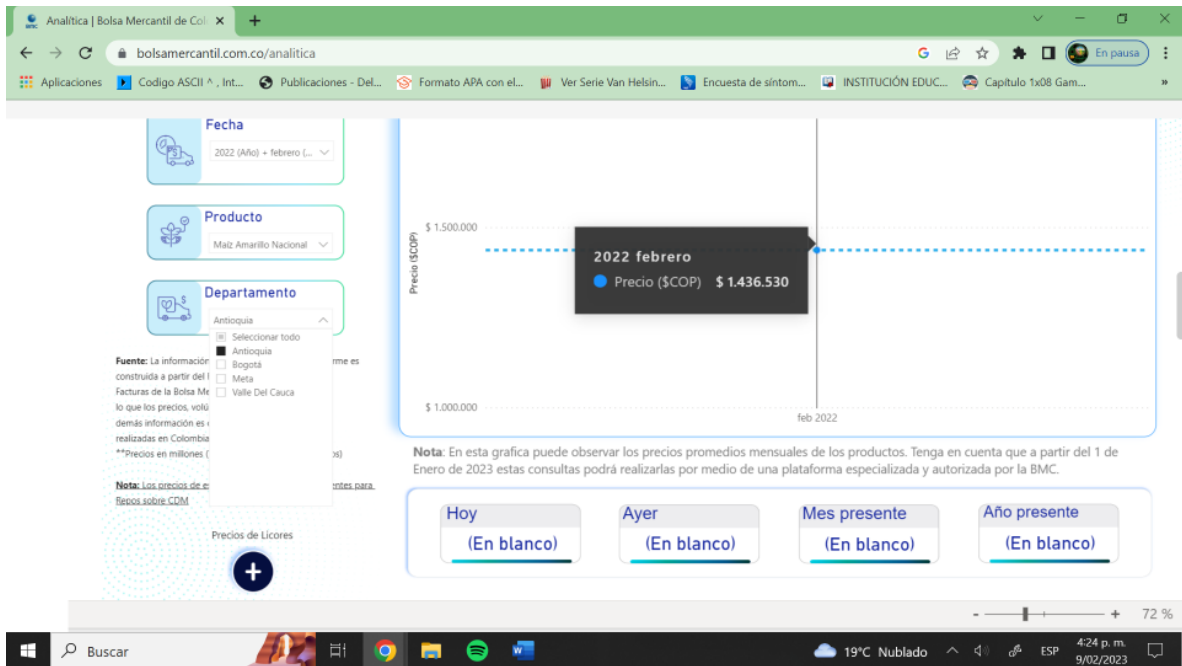 Analítica | Bolsa Mercantil de Col
bolsamercantil.com.co/analitica
En pausa
Aplicaciones
Codigo ASCII ^ , Int...
Publicaciones - Del...
Formato APA con el...
Ver Serie Van Helsin...
Encuesta de síntom...
INSTITUCIÓN EDUC...
Capítulo 1x08 Gam...
»
Fecha
2022 (Año) + febrero (...
Producto
Maíz Amarillo Nacional
Departamento
Antioquia
Seleccionar todo
Antioquia
Bogotá
Meta
Valle Del Cauca
Fuente: La información
rme es
construida a partir del
Facturas de la Bolsa Me
lo que los precios, volú
demás información es
realizadas en Colombia
**Precios en millones (
os)
Nota: Los precios de e
ntes para
Repos sobre CDM
Precios de Licores
+
Precio ($COP)
$ 1.500.000
2022 febrero
Precio ($COP) $ 1.436.530
$ 1.000.000
feb 2022
Nota: En esta grafica puede observar los precios promedios mensuales de los productos. Tenga en cuenta que a partir del 1 de
Enero de 2023 estas consultas podrá realizarlas por medio de una plataforma especializada y autorizada por la BMC.
Hoy
(En blanco)
Ayer
(En blanco)
Mes presente
(En blanco)
Año presente
(En blanco)
- + 72 %
Buscar
19°C Nublado
ESP
4:24 p. m.
9/02/2023